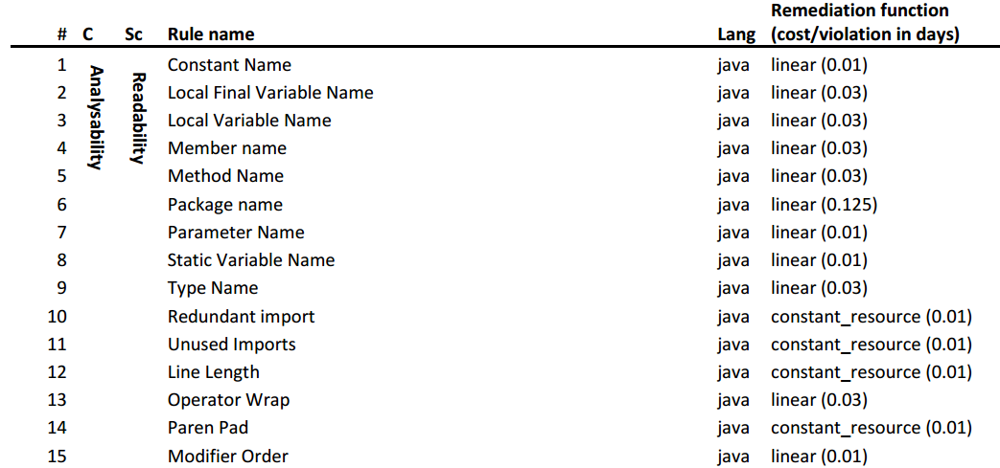 Remediation function
# C Sc Rule name Lang (cost/violation in days)
1 Constant Name java linear (0.01)
2 Local Final Variable Name java linear (0.03)
3 Local Variable Name java linear (0.03)
4 Member name java linear (0.03)
5 Method Name java linear (0.03)
6 Package name java linear (0.125)
7 Parameter Name java linear (0.01)
8 Static Variable Name java linear (0.01)
9 Type Name java linear (0.03)
10 Redundant import java constant_resource (0.01)
11 Unused Imports java constant_resource (0.01)
12 Line Length java constant_resource (0.01)
13 Operator Wrap java linear (0.03)
14 Paren Pad java constant_resource (0.01)
15 Modifier Order java linear (0.01)
Analysability
Readability